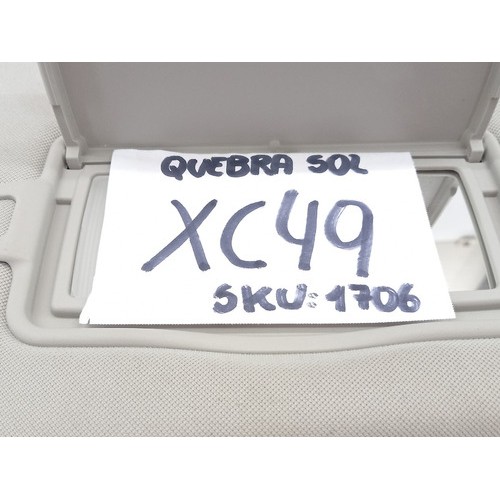 QUEBRA SOL
XC49
SKU: 1706